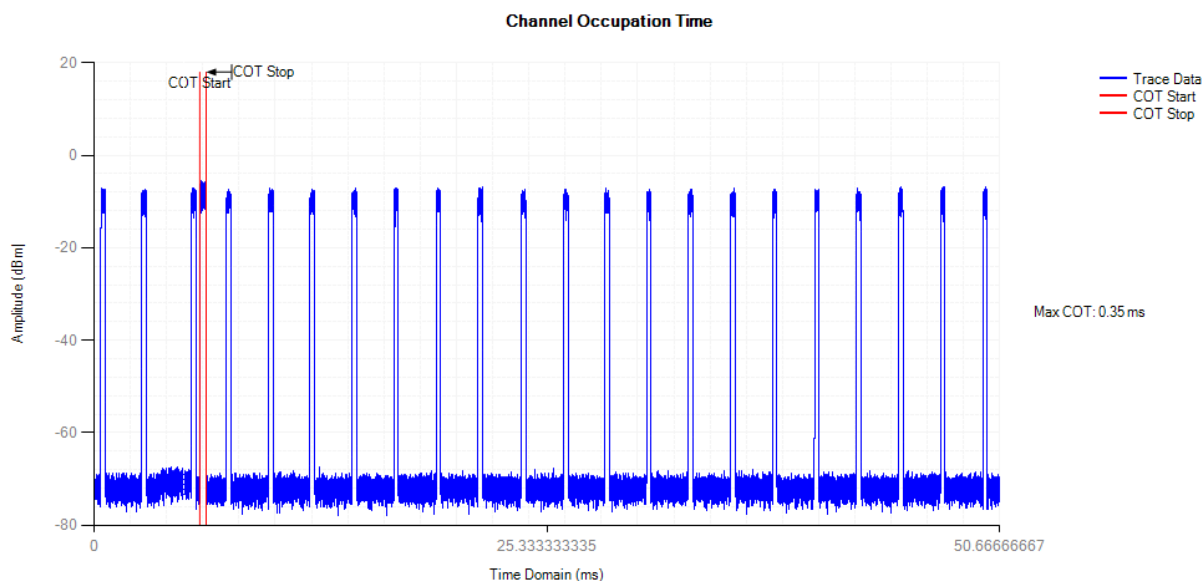 Channel Occupation Time
20
0
-20
-40
-60
-80
Amplitude (dBm)
COT Start
COT Stop
Trace Data
COT Start
COT Stop
Max COT: 0.35 ms
0
25.333333335
50.66666667
Time Domain (ms)